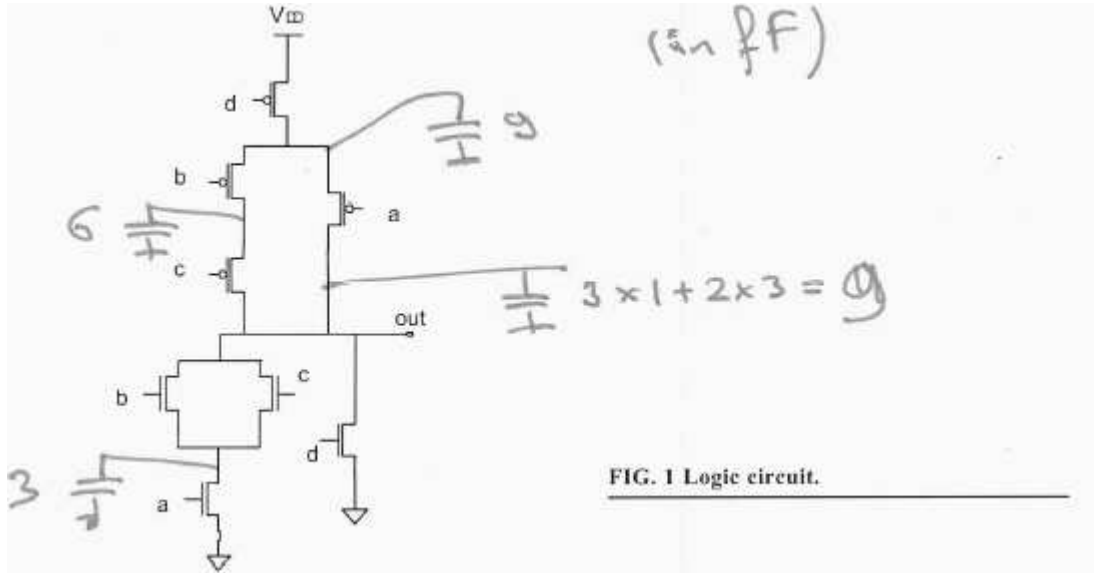 VDD
(in fF)
d
9
b
a
6
c
3 x 1 + 2 x 3 = 9
out
b
c
d
3
a
FIG. 1 Logic circuit.